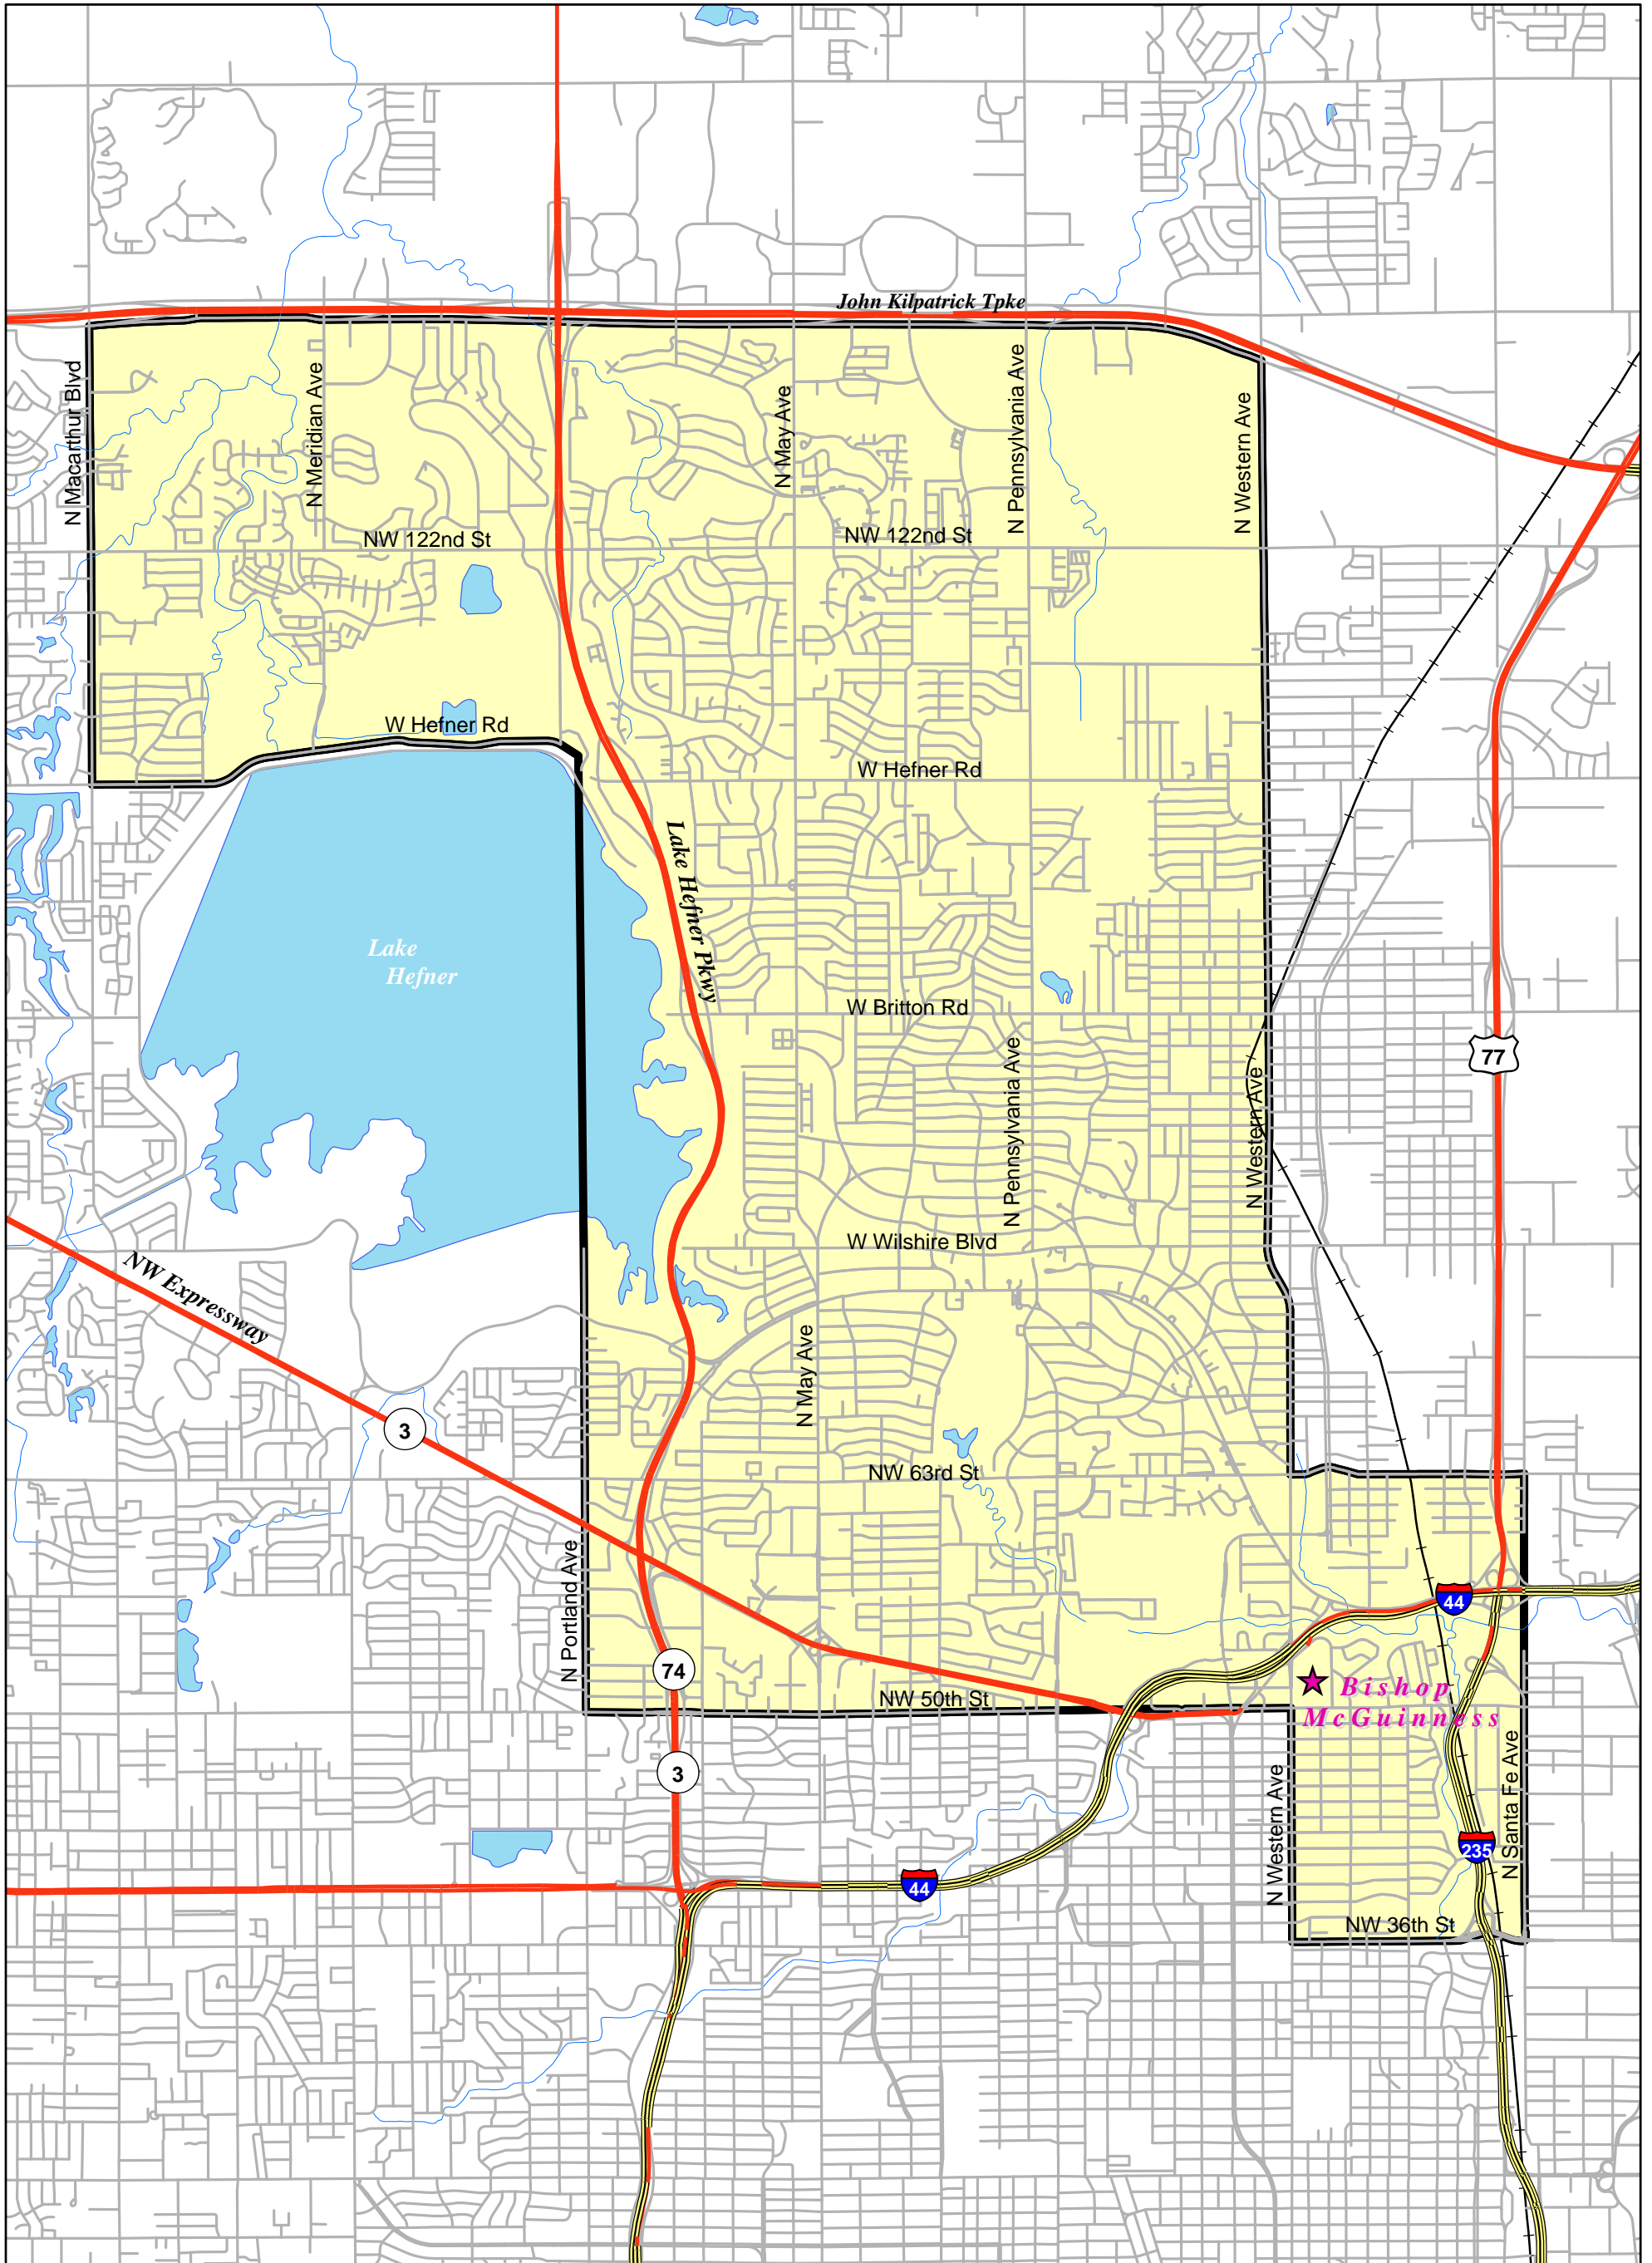 John Kilpatrick Tpke
N Macarthur Blvd
N Meridian Ave
N May Ave
N Pennsylvania Ave
N Western Ave
NW 122nd St
NW 122nd St
W Hefner Rd
W Hefner Rd
Lake Hefner Pkwy
Lake
Hefner
W Britton Rd
77
N Pennsylvania Ave
N Western Ave
W Wilshire Blvd
NW Expressway
N May Ave
3
NW 63rd St
N Portland Ave
44
74
Bishop
McGuinness
NW 50th St
3
N Western Ave
N Santa Fe Ave
235
44
NW 36th St